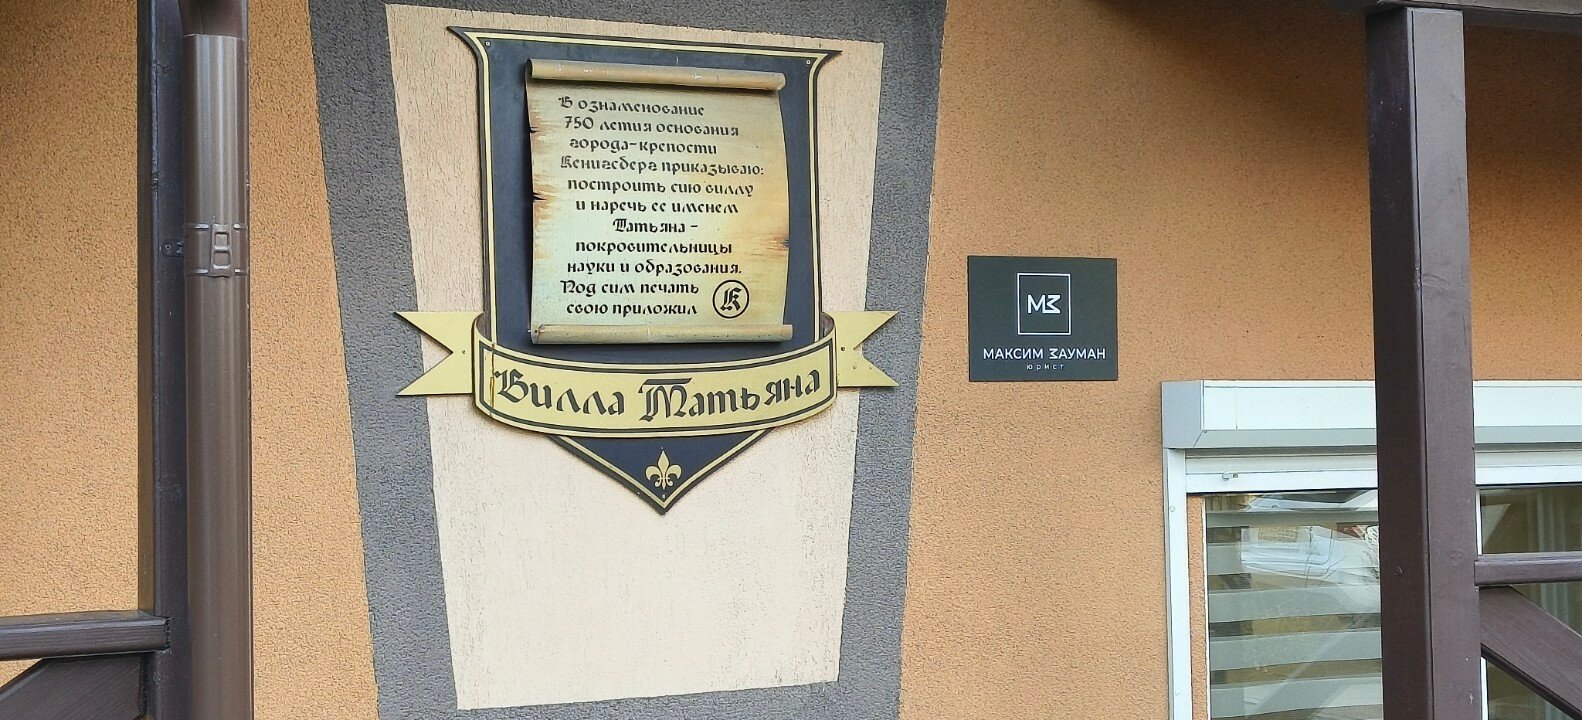 В ознаменование
750 летия основания
города-крепости
Кенигсберг приказываю:
построить сию виллу
и наречь ее именем
Татьяна -
покровительницы
науки и образования.
Под сим печать
свою приложил К
Вилла Татьяна
МЗ
МАКСИМ ЗАУМАН
юрист